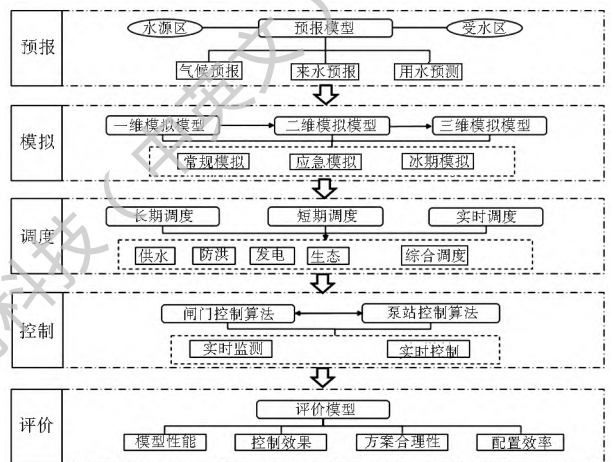 水源区 预报模型 受水区
预报
气候预报 来水预报 用水预测
一维模拟模型 二维模拟模型 三维模拟模型
模拟
常规模拟 应急模拟 冰期模拟
长期调度 短期调度 实时调度
调度
供水 防洪 发电 生态 综合调度
闸门控制算法 泵站控制算法
控制
实时监测 实时控制
评价模型
评价
模型性能 控制效果 方案合理性 配置效率
科技(中英文)